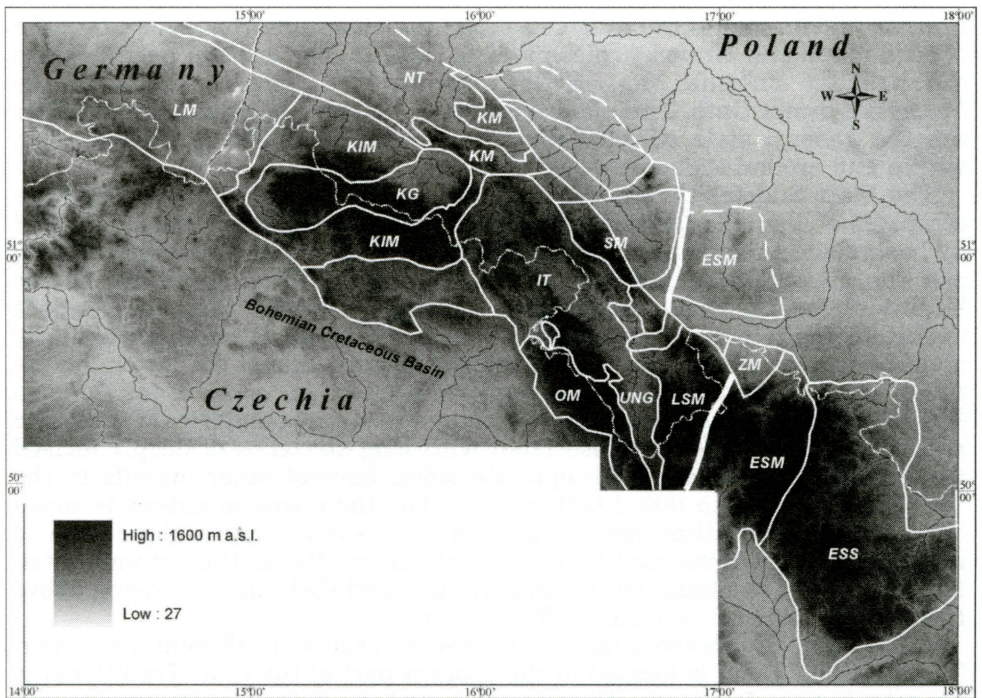 15°00' 16°00' 17°00' 18°00'
Germany
Poland
N
W E
S
LM
NT
KM
KIM
KM
F
KG
51°
00'
00'
KIM
SM
ESM
IT
Bohemian Cretaceous Basin
ZM
Czechia
OM
UNG
LSM
50°
00'
00'
ESM
High : 1600 m a.s.l.
ESS
Low : 27
14°00' 15°00' 16°00' 17°00' 18°00'